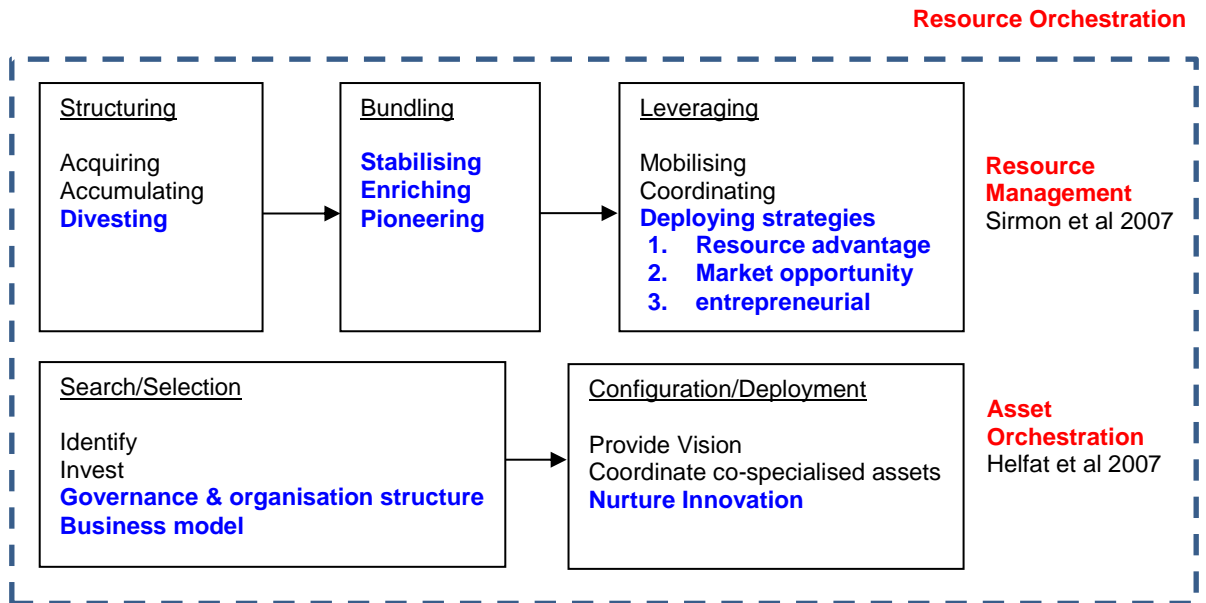 Resource Orchestration
Structuring
Acquiring
Accumulating
Divesting
Bundling
Stabilising
Enriching
Pioneering
Leveraging
Mobilising
Coordinating
Deploying strategies
1. Resource advantage
2. Market opportunity
3. entrepreneurial
Resource
Management
Sirmon et al 2007
Search/Selection
Identify
Invest
Governance & organisation structure
Business model
Configuration/Deployment
Provide Vision
Coordinate co-specialised assets
Nurture Innovation
Asset
Orchestration
Helfat et al 2007